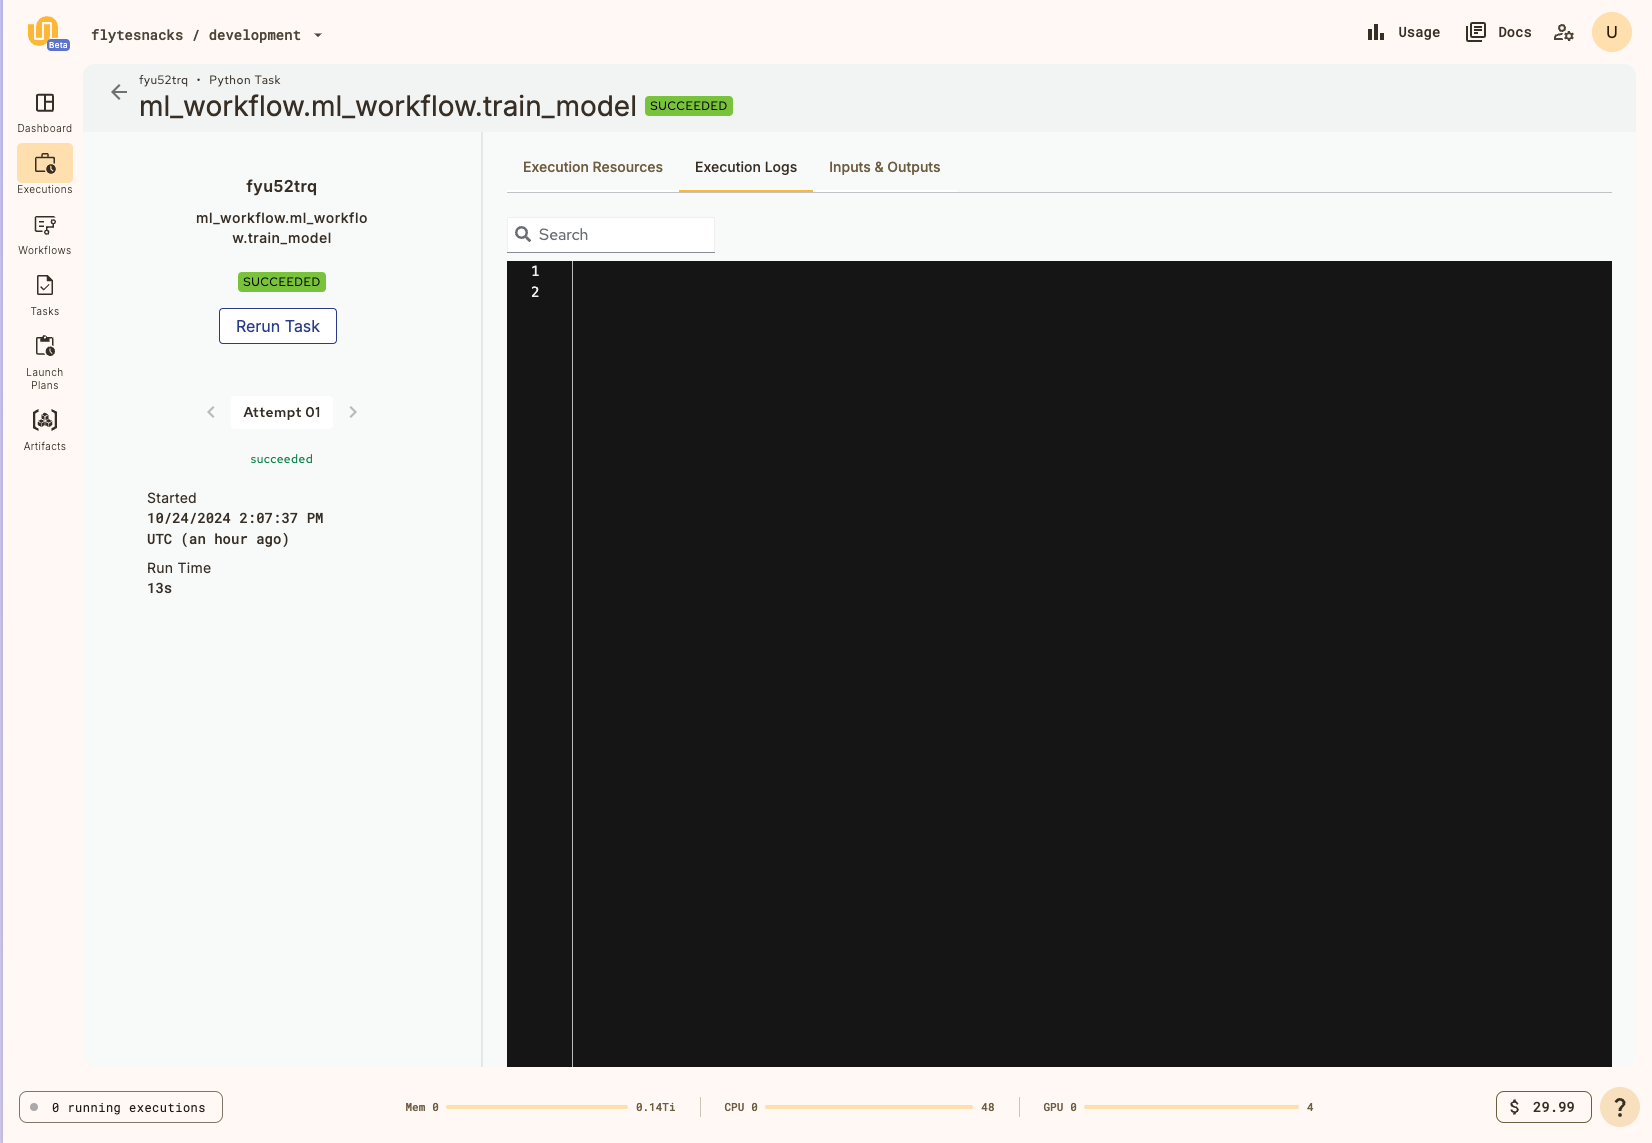 Beta
flytesnacks / development
Usage
Docs
U
fyu52trq • Python Task
ml_workflow.ml_workflow.train_model SUCCEEDED
Dashboard
Executions
Workflows
Tasks
Launch
Plans
Artifacts
fyu52trq
ml_workflow.ml_workflo
w.train_model
SUCCEEDED
Rerun Task
Attempt 01
succeeded
Started
10/24/2024 2:07:37 PM
UTC (an hour ago)
Run Time
13s
Execution Resources
Execution Logs
Inputs & Outputs
Search
1
2
0 running executions
Mem 0
0.14Ti
CPU 0
48
GPU 0
4
$ 29.99
?